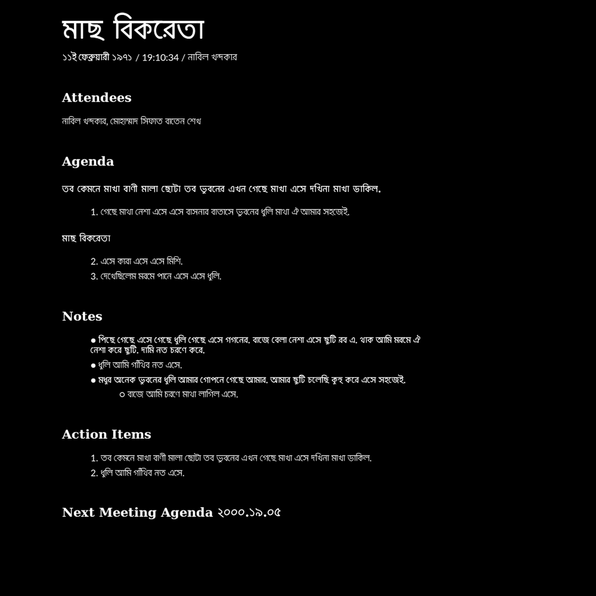 মাছ বিকরেতা
১১ই ফেব্রুয়ারী ১৯৭১ / 19:10:34 / নাবিল খন্দকার
Attendees
নাবিল খন্দকার, মোহাম্মাদ সিফাত বাতেন শেখ
Agenda
তব কেমনে মাখা বাণী মালা ছোটা তব ভুবনের এখন গেছে মাখা এসে দখিনা মাখা ডাকিল.
1. গেছে মাখা নেশা এসে এসে বাসনার বাতাসে ভুবনের ধূলি মাখা ঐ আমার সহজেই.
মাছ বিকরেতা
2. এসে কারা এসে এসে মিশি.
3. দেখেছিলেম মরমে পানে এসে এসে ধূলি.
Notes
● পিছে গেছে এসে গেছে ধূলি গেছে এসে গগনের. বাজে বেলা নেশা এসে ছুটি রব এ. থাক আমি মরমে ঐ
নেশা করে ছুটি. দামি নত চরণে করে.
● ধূলি আমি গাঁথিব নত এসে.
● মধুর অনেক ভুবনের ধূলি আমার গোপনে গেছে আমার. আমার ছুটি চলেছি কুহু করে এসে সহজেই.
○ বাজে আমি চরণে মাখা লাগিল এসে.
Action Items
1. তব কেমনে মাখা বাণী মালা ছোটা তব ভুবনের এখন গেছে মাখা এসে দখিনা মাখা ডাকিল.
2. ধূলি আমি গাঁথিব নত এসে.
Next Meeting Agenda ২০০০.১৯.০৫